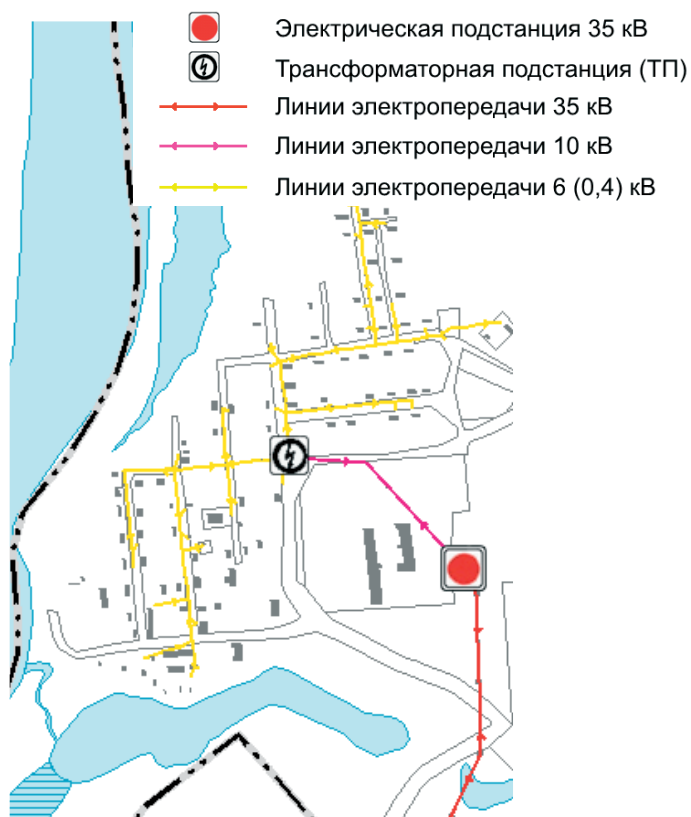 Электрическая подстанция 35 кВ
Трансформаторная подстанция (ТП)
Линии электропередачи 35 кВ
Линии электропередачи 10 кВ
Линии электропередачи 6 (0,4) кВ